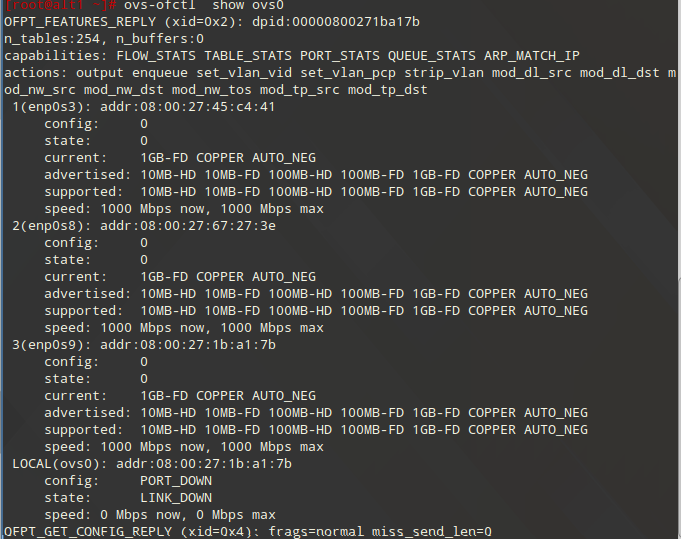 [root@alt1 ~]# ovs-ofctl  show ovs0
OFPT_FEATURES_REPLY (xid=0x2): dpid:00000800271ba17b
n_tables:254, n_buffers:0
capabilities: FLOW_STATS TABLE_STATS PORT_STATS QUEUE_STATS ARP_MATCH_IP
actions: output enqueue set_vlan_vid set_vlan_pcp strip_vlan mod_dl_src mod_dl_dst m
od_nw_src mod_nw_dst mod_nw_tos mod_tp_src mod_tp_dst
 1(enp0s3): addr:08:00:27:45:c4:41
     config:     0
     state:      0
     current:    1GB-FD COPPER AUTO_NEG
     advertised: 10MB-HD 10MB-FD 100MB-HD 100MB-FD 1GB-FD COPPER AUTO_NEG
     supported:  10MB-HD 10MB-FD 100MB-HD 100MB-FD 1GB-FD COPPER AUTO_NEG
     speed: 1000 Mbps now, 1000 Mbps max
 2(enp0s8): addr:08:00:27:67:27:3e
     config:     0
     state:      0
     current:    1GB-FD COPPER AUTO_NEG
     advertised: 10MB-HD 10MB-FD 100MB-HD 100MB-FD 1GB-FD COPPER AUTO_NEG
     supported:  10MB-HD 10MB-FD 100MB-HD 100MB-FD 1GB-FD COPPER AUTO_NEG
     speed: 1000 Mbps now, 1000 Mbps max
 3(enp0s9): addr:08:00:27:1b:a1:7b
     config:     0
     state:      0
     current:    1GB-FD COPPER AUTO_NEG
     advertised: 10MB-HD 10MB-FD 100MB-HD 100MB-FD 1GB-FD COPPER AUTO_NEG
     supported:  10MB-HD 10MB-FD 100MB-HD 100MB-FD 1GB-FD COPPER AUTO_NEG
     speed: 1000 Mbps now, 1000 Mbps max
 LOCAL(ovs0): addr:08:00:27:1b:a1:7b
     config:     PORT_DOWN
     state:      LINK_DOWN
     speed: 0 Mbps now, 0 Mbps max
OFPT_GET_CONFIG_REPLY (xid=0x4): frags=normal miss_send_len=0